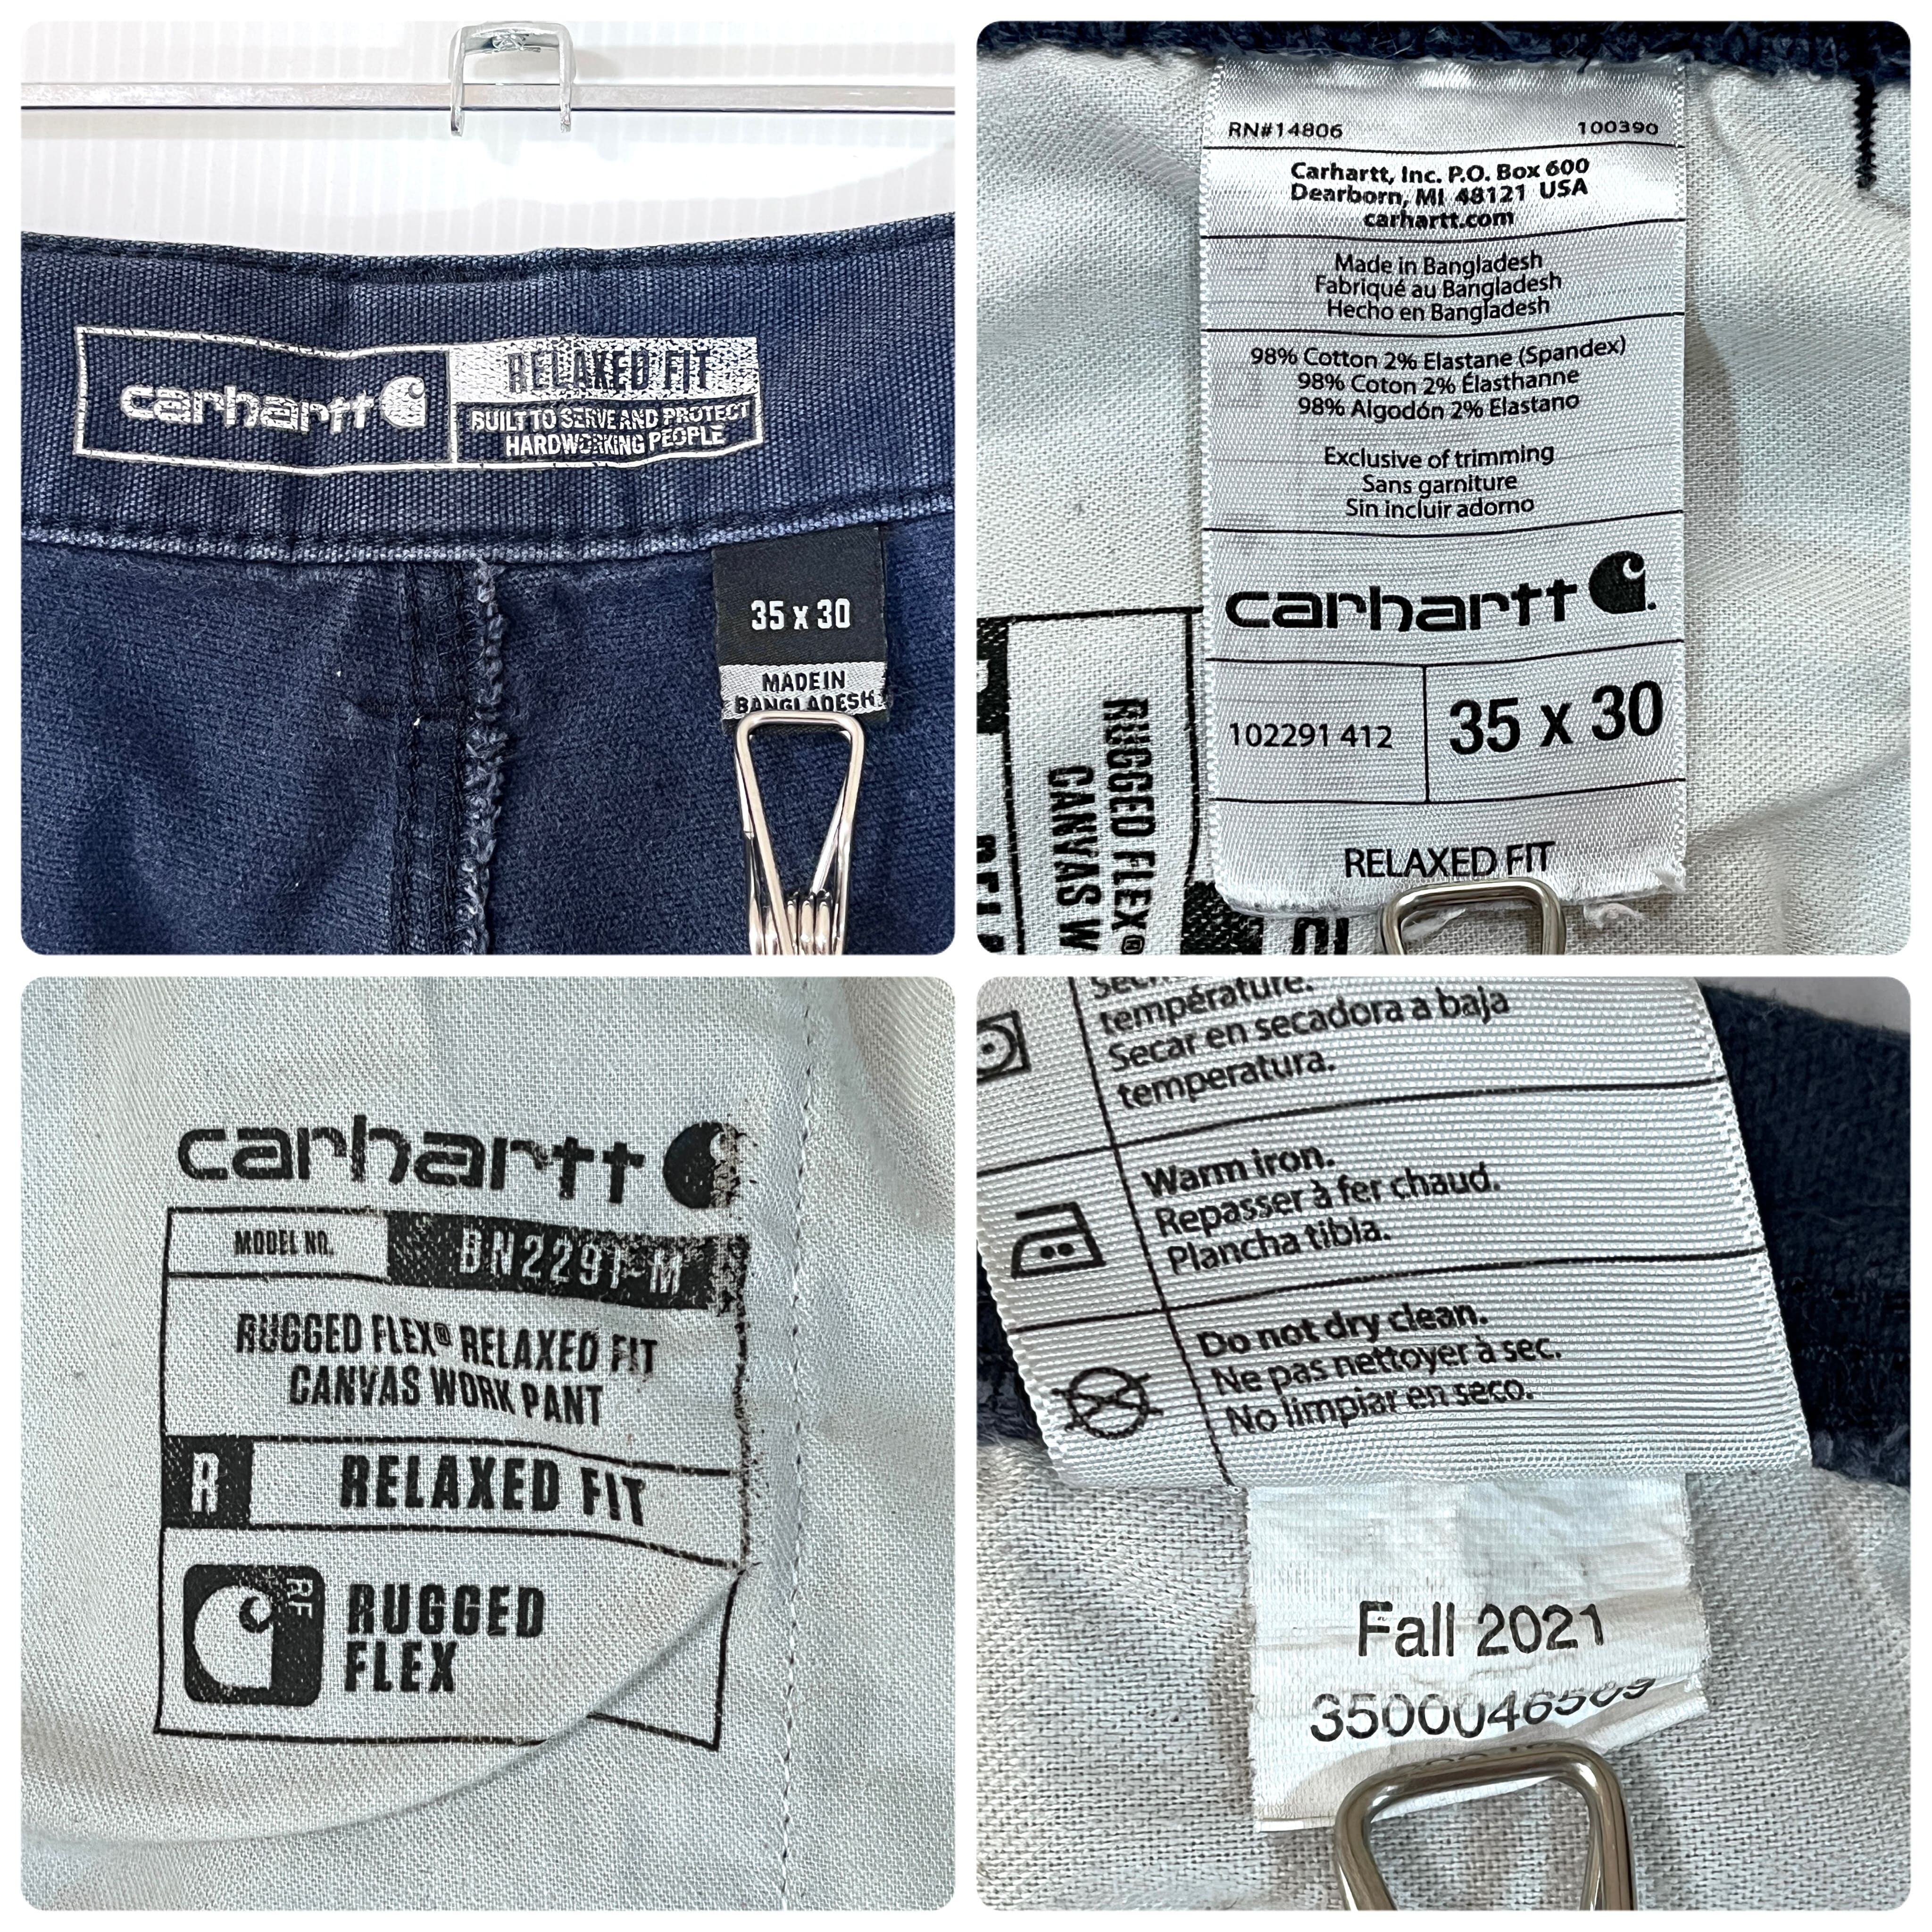 carhartt
RELAXED FIT
BUILT TO SERVE AND PROTECT
HARDWORKING PEOPLE
35 x 30
MADE IN
BANGLADESH
RN#14806 100390
Carhartt, Inc. P.O. Box 600
Dearborn, MI 48121 USA
carhartt.com
Made in Bangladesh
Fabriqué au Bangladesh
Hecho en Bangladesh
98% Cotton 2% Elastane (Spandex)
98% Coton 2% Élasthanne
98% Algodón 2% Elastano
Exclusive of trimming
Sans garniture
Sin incluir adorno
carhartt
102291 412 35 x 30
RELAXED FIT
RUGGED FLEX®
CANVAS W
carhartt
MODEL NO. BN2291-M
RUGGED FLEX® RELAXED FIT
CANVAS WORK PANT
R RELAXED FIT
RF
RUGGED
FLEX
température.
Secar en secadora a baja
temperatura.
Warm iron.
Repasser à fer chaud.
Plancha tibia.
Do not dry clean.
Ne pas nettoyer à sec.
No limpiar en seco.
Fall 2021
3500046509